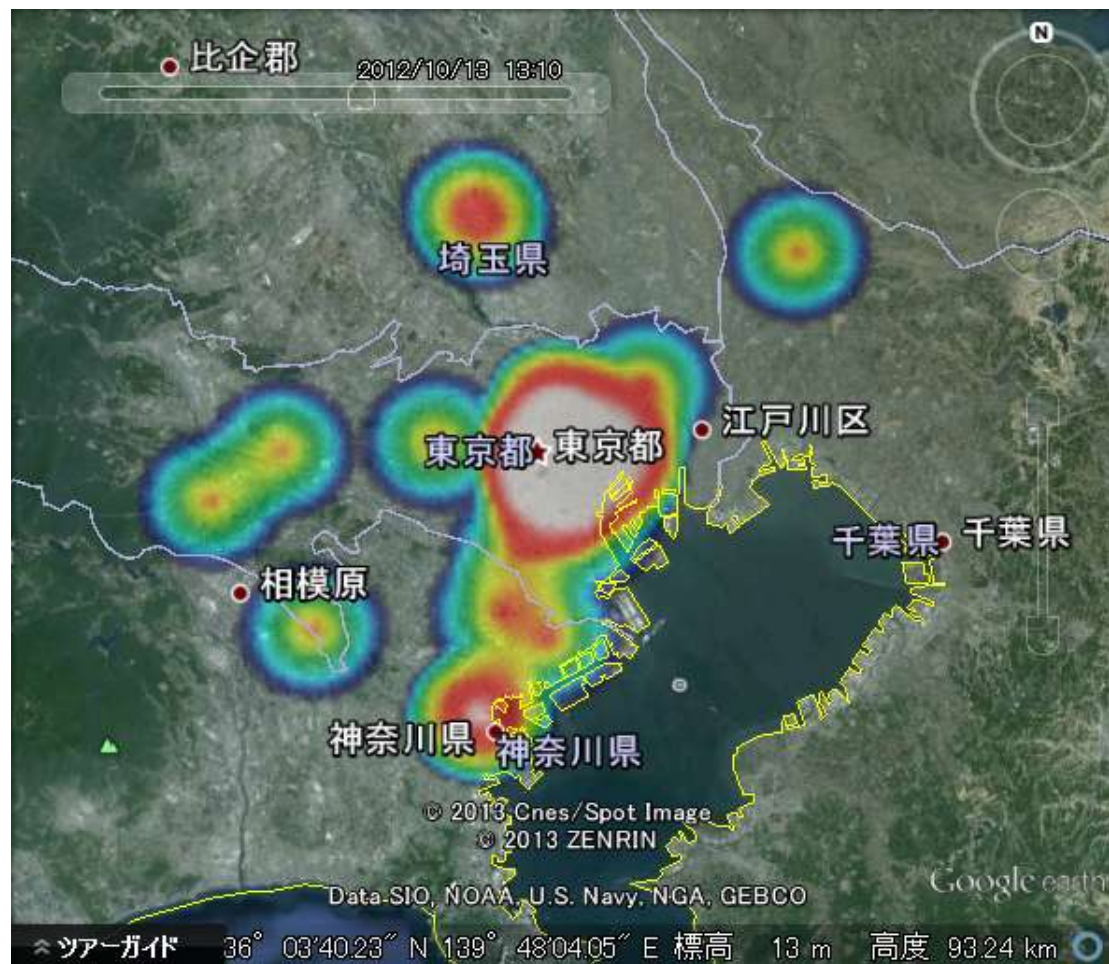 N
比企郡
2012/10/13 13:10
埼玉県
東京都 東京都
江戸川区
千葉県 千葉県
相模原
神奈川県
神奈川県
© 2013 Cnes/Spot Image
© 2013 ZENRIN
Data SIO, NOAA, U.S. Navy, NGA, GEBCO
Google earth
ツアーガイド 36° 03'40.23" N 139° 48'04.05" E 標高 13 m 高度 93.24 km